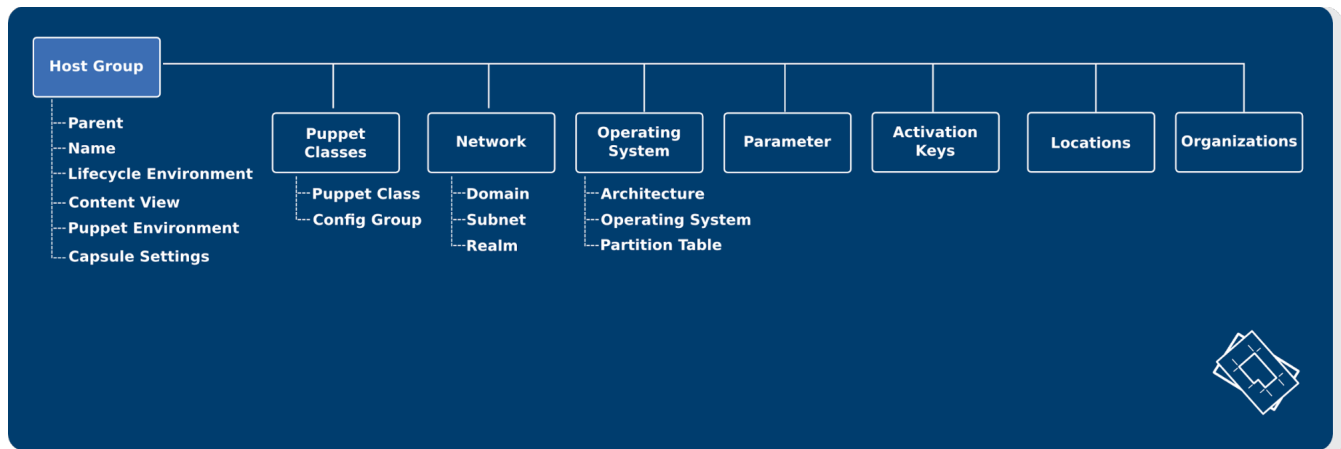 Host Group
Parent
Name
Lifecycle Environment
Content View
Puppet Environment
Capsule Settings
Puppet
Classes
Puppet Class
Config Group
Network
Domain
Subnet
Realm
Operating
System
Architecture
Operating System
Partition Table
Parameter
Activation
Keys
Locations
Organizations